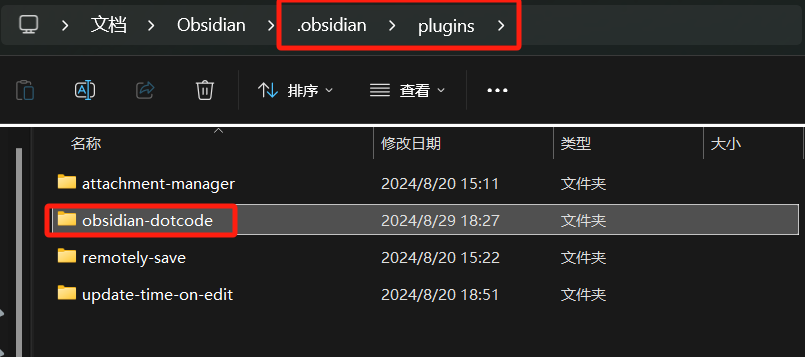 文档 Obsidian .obsidian plugins
排序 查看
名称 修改日期 类型 大小
attachment-manager 2024/8/20 15:11 文件夹
obsidian-dotcode 2024/8/29 18:27 文件夹
remotely-save 2024/8/20 15:22 文件夹
update-time-on-edit 2024/8/20 18:51 文件夹